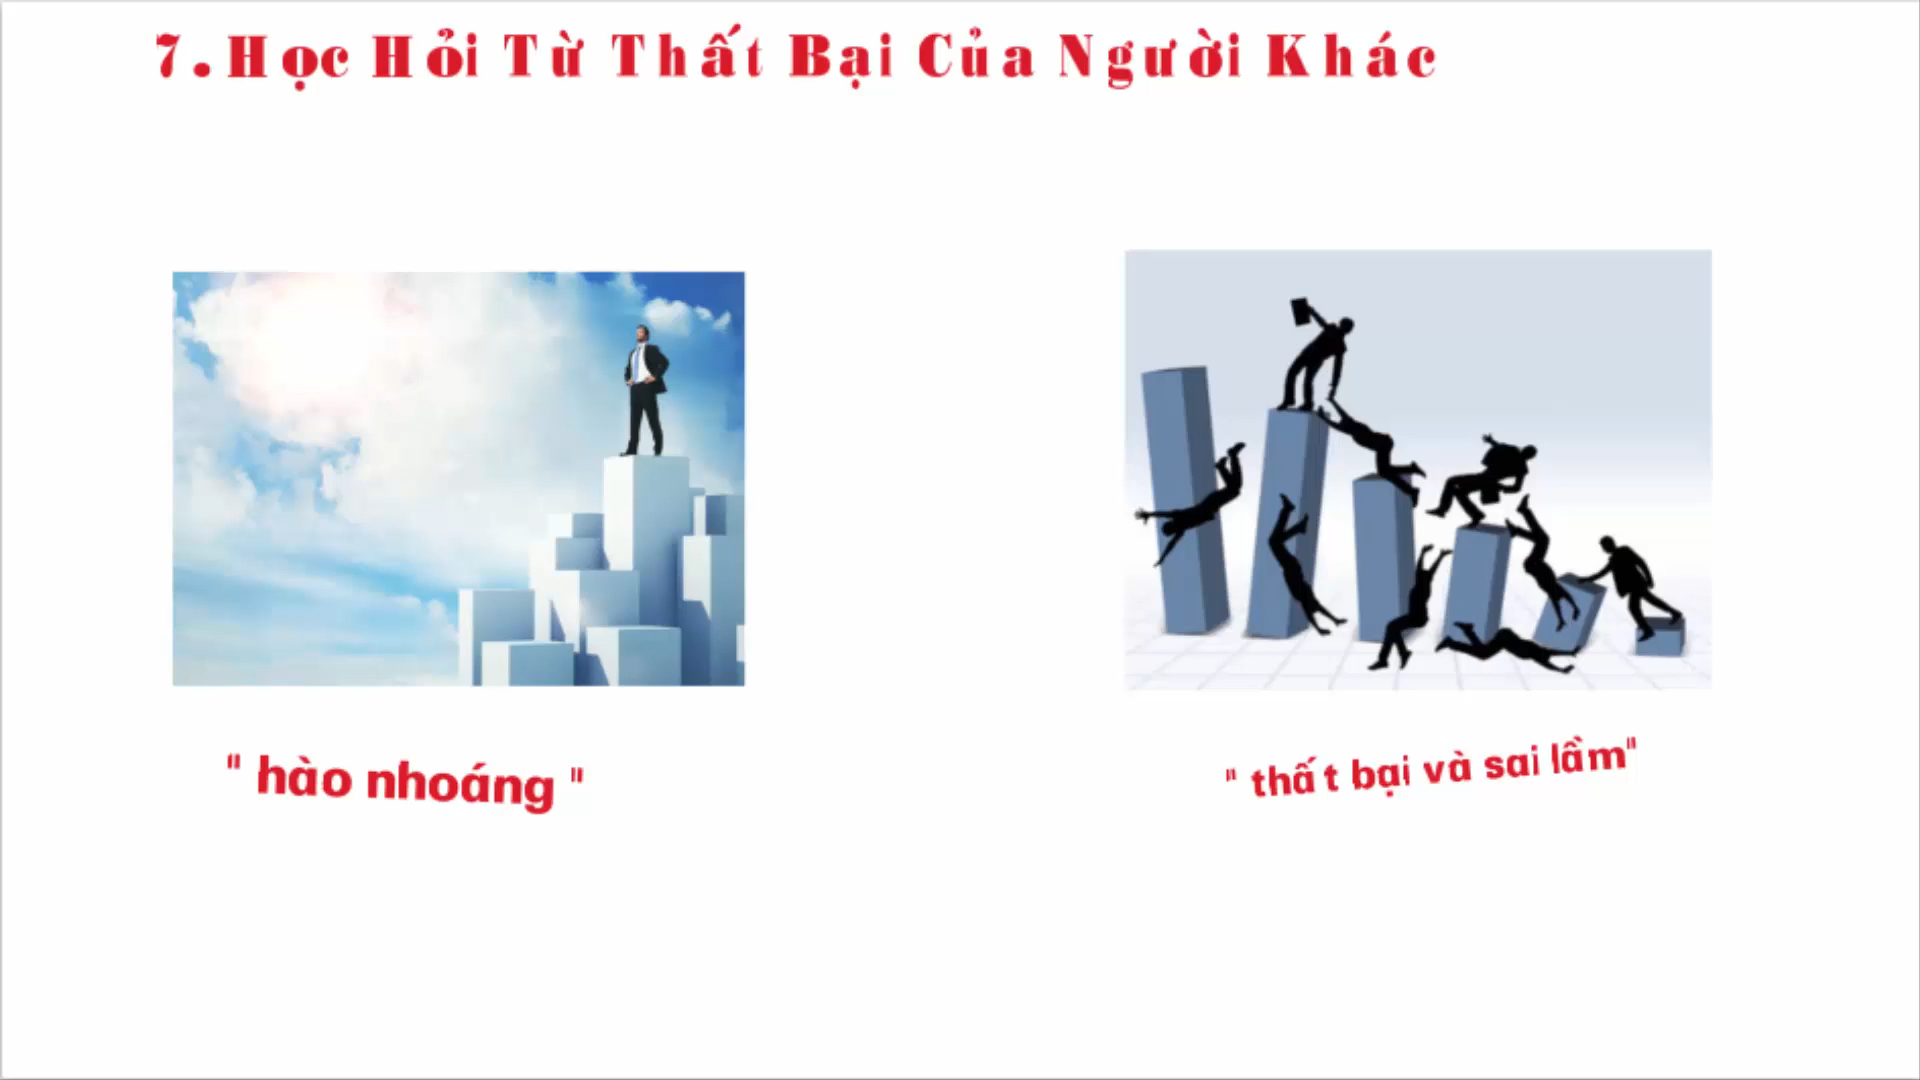 7. Học Hỏi Từ Thất Bại Của Người Khác
" hào nhoáng "
" thất bại và sai lầm"